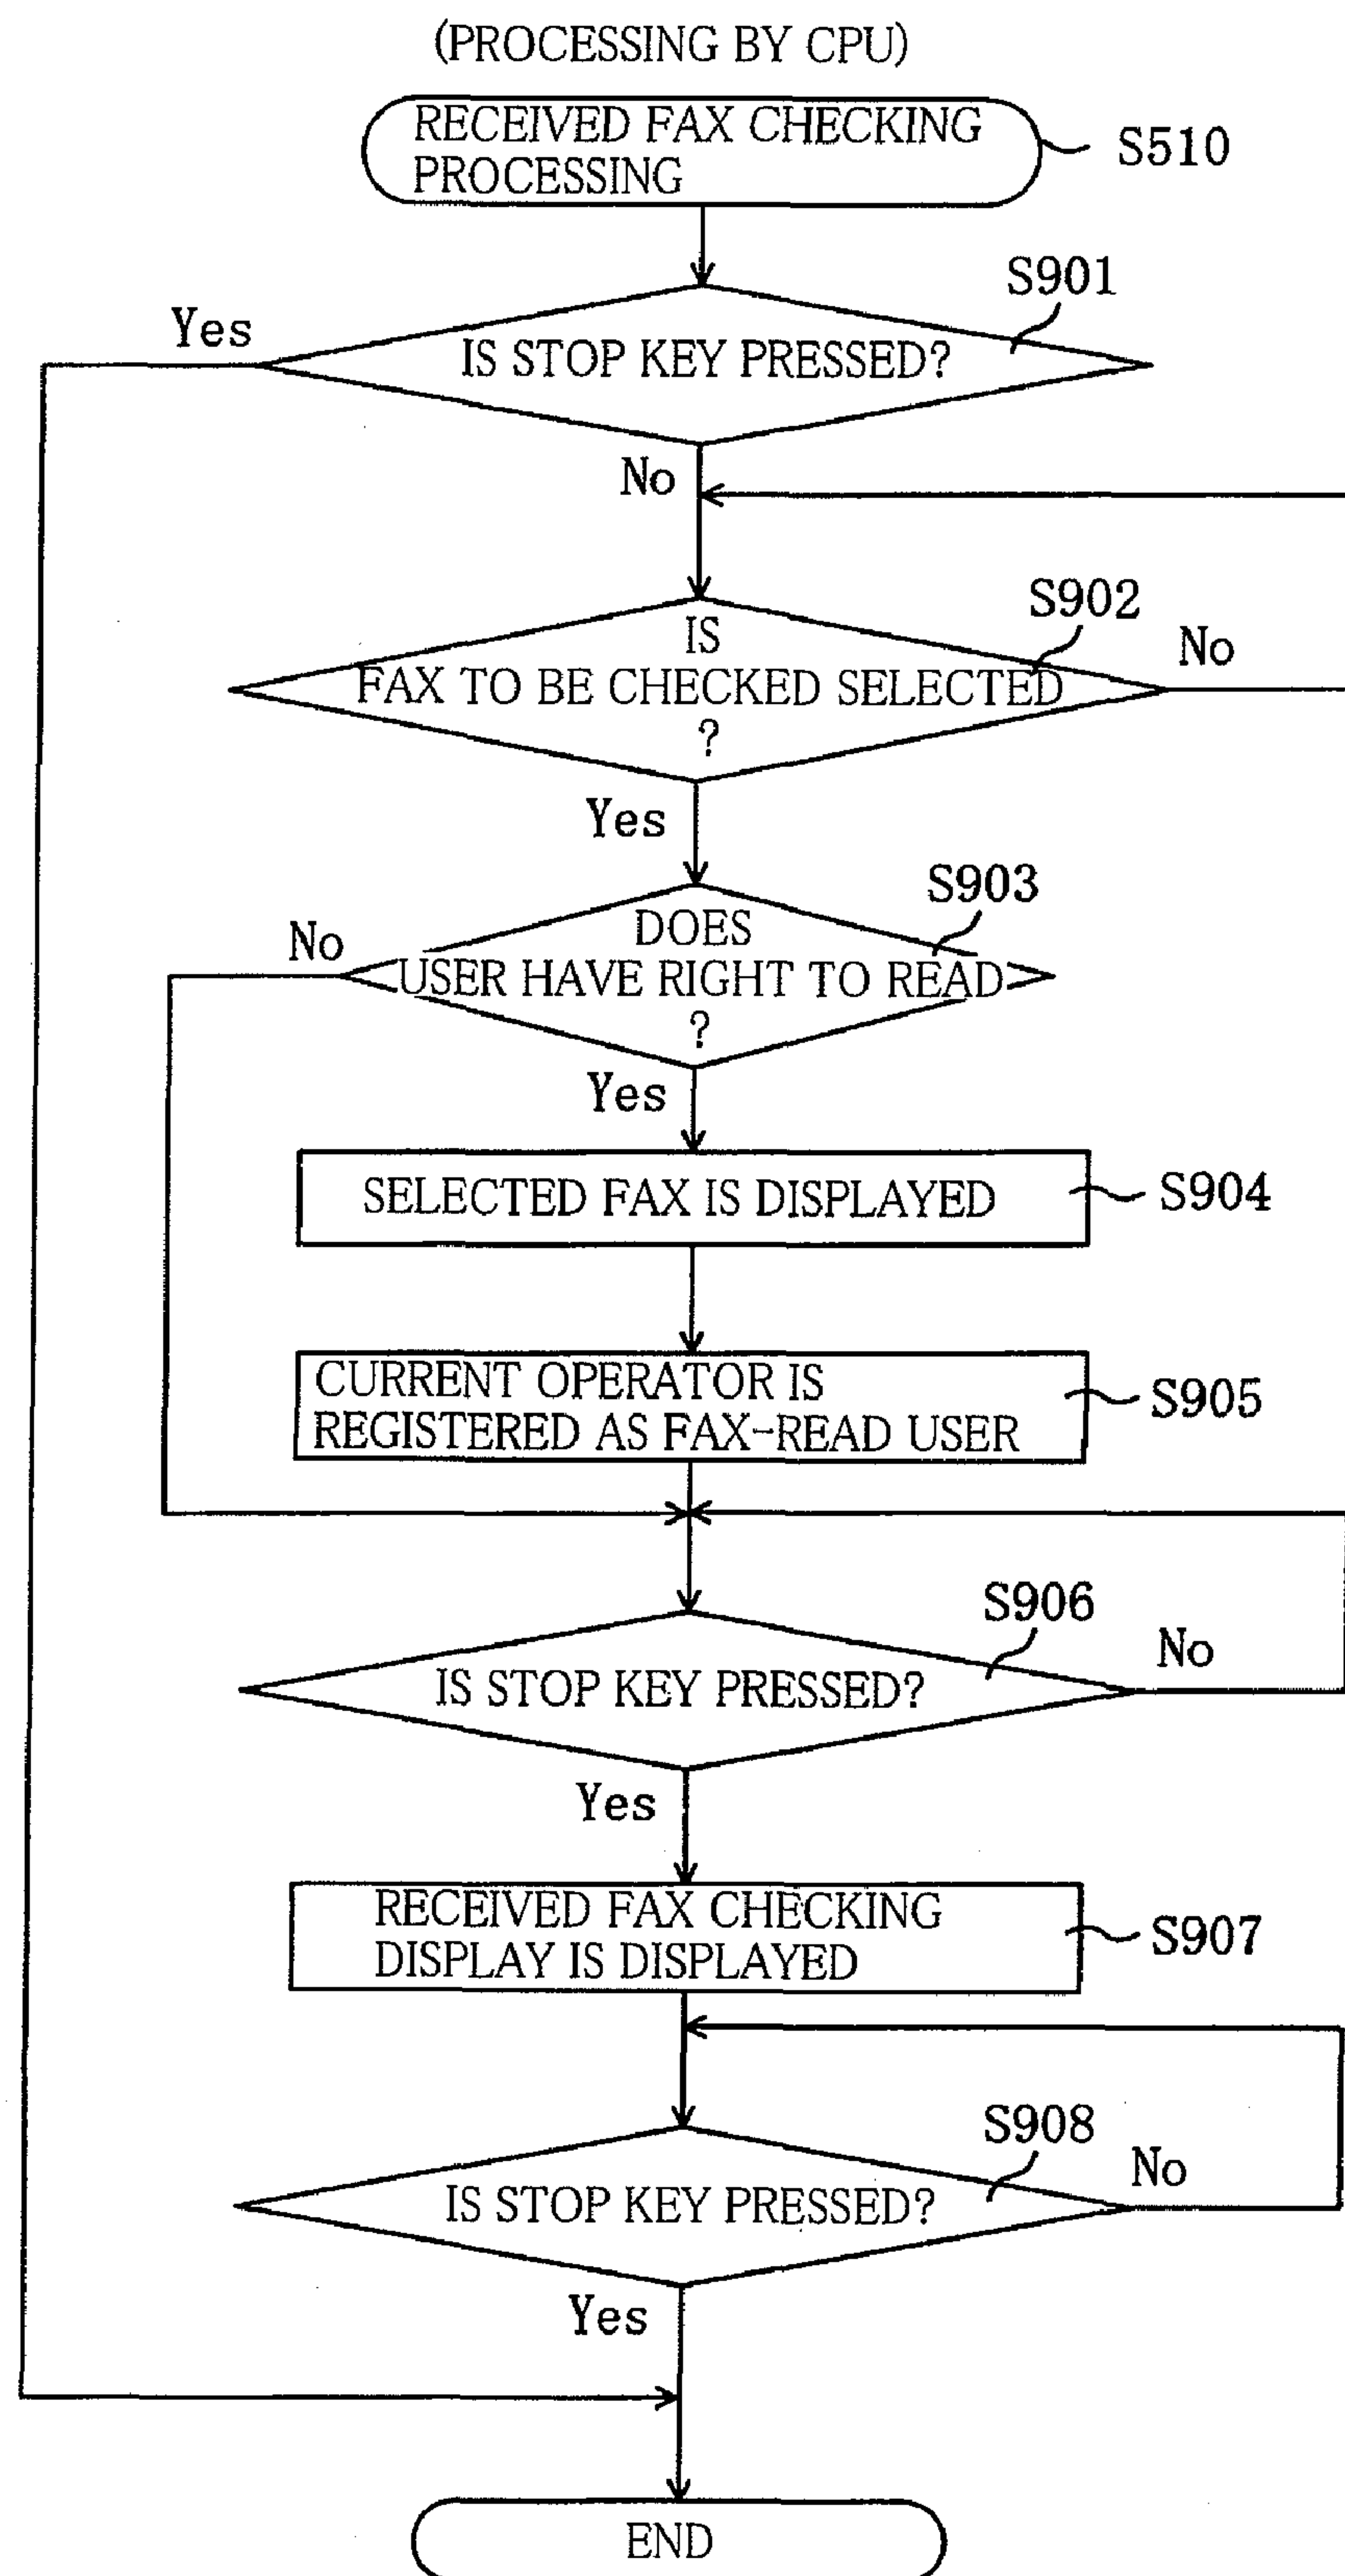 (PROCESSING BY CPU)
RECEIVED FAX CHECKING
PROCESSING
S510
S901
Yes
IS STOP KEY PRESSED?
No
S902
IS
FAX TO BE CHECKED SELECTED
?
No
Yes
S903
DOES
No
USER HAVE RIGHT TO READ
?
Yes
SELECTED FAX IS DISPLAYED
S904
CURRENT OPERATOR IS
REGISTERED AS FAX-READ USER
S905
S906
IS STOP KEY PRESSED?
No
Yes
RECEIVED FAX CHECKING
DISPLAY IS DISPLAYED
S907
S908
IS STOP KEY PRESSED?
No
Yes
END